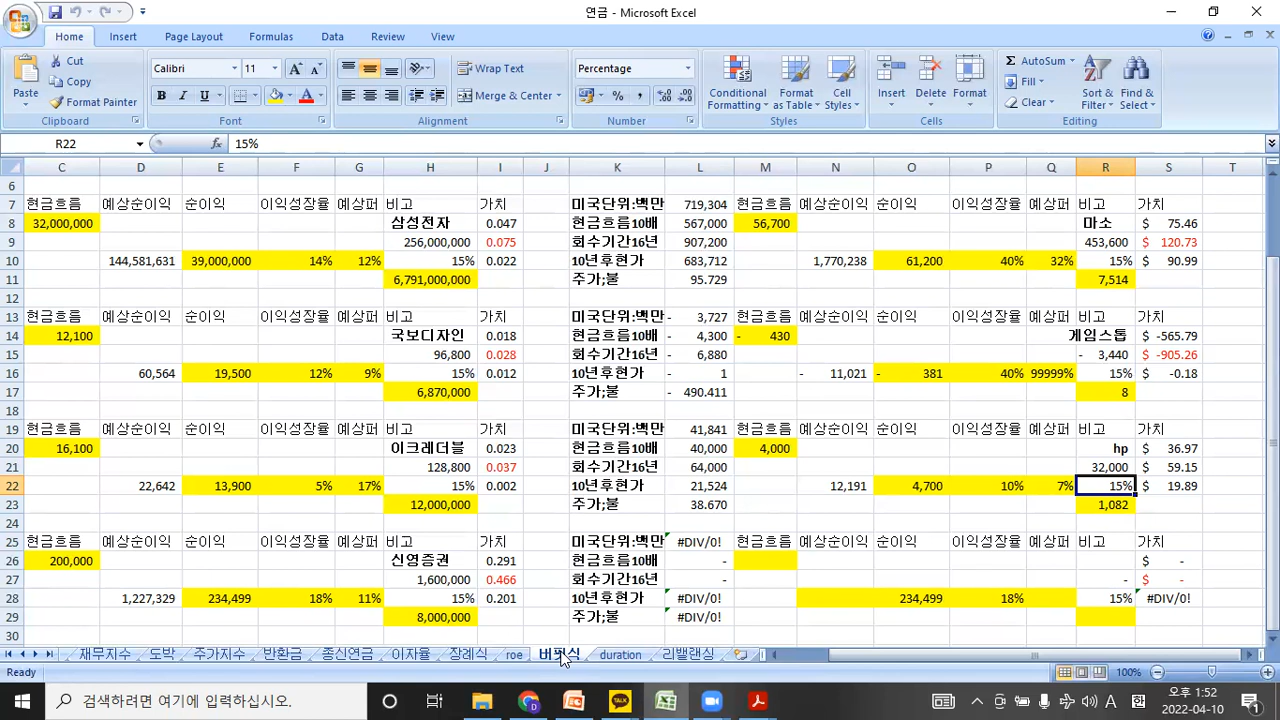 연금 - Microsoft Excel
Home Insert Page Layout Formulas Data Review View
Paste Cut Copy Format Painter Clipboard
Calibri 11 A A B I U A Font
Wrap Text Merge & Center Alignment
Percentage % , Number
Conditional Formatting Format as Table Cell Styles Styles
Insert Delete Format Cells
AutoSum Fill Clear Sort & Filter Find & Select Editing
R22 fx 15%
C D E F G H I J K L M N O P Q R S T
6
7 현금흐름 예상순이익 순이익 이익성장율 예상퍼 비고 가치 미국단위:백만 719,304 현금흐름 예상순이익 순이익 이익성장율 예상퍼 비고 가치
8 32,000,000 삼성전자 0.047 현금흐름10배 567,000 56,700 마소 $ 75.46
9 256,000,000 0.075 회수기간16년 907,200 453,600 $ 120.73
10 144,581,631 39,000,000 14% 12% 15% 0.022 10년후현가 683,712 1,770,238 61,200 40% 32% 15% $ 90.99
11 6,791,000,000 주가;불 95.729 7,514
12
13 현금흐름 예상순이익 순이익 이익성장율 예상퍼 비고 가치 미국단위:백만 - 3,727 현금흐름 예상순이익 순이익 이익성장율 예상퍼 비고 가치
14 12,100 국보디자인 0.018 현금흐름10배 - 4,300 - 430 게임스톱 $ -565.79
15 96,800 0.028 회수기간16년 - 6,880 - 3,440 $ -905.26
16 60,564 19,500 12% 9% 15% 0.012 10년후현가 - 1 - 11,021 - 381 40% 99999% 15% $ -0.18
17 6,870,000 주가;불 - 490.411 8
18
19 현금흐름 예상순이익 순이익 이익성장율 예상퍼 비고 가치 미국단위:백만 41,841 현금흐름 예상순이익 순이익 이익성장율 예상퍼 비고 가치
20 16,100 이크레더블 0.023 현금흐름10배 40,000 4,000 hp $ 36.97
21 128,800 0.037 회수기간16년 64,000 32,000 $ 59.15
22 22,642 13,900 5% 17% 15% 0.002 10년후현가 21,524 12,191 4,700 10% 7% 15% $ 19.89
23 12,000,000 주가;불 38.670 1,082
24
25 현금흐름 예상순이익 순이익 이익성장율 예상퍼 비고 가치 미국단위:백만 #DIV/0! 현금흐름 예상순이익 순이익 이익성장율 예상퍼 비고 가치
26 200,000 신영증권 0.291 현금흐름10배 - $ -
27 1,600,000 0.466 회수기간16년 - - $ -
28 1,227,329 234,499 18% 11% 15% 0.201 10년후현가 #DIV/0! 234,499 18% 15% #DIV/0!
29 8,000,000 주가;불 #DIV/0!
30
재무지수 도박 주가지수 반환금 종신연금 이자율 장례식 roe 버핏식 duration 리밸랜싱
Ready 100%
검색하려면 여기에 입력하십시오. TALK A 한 오후 1:52
2022-04-10 1